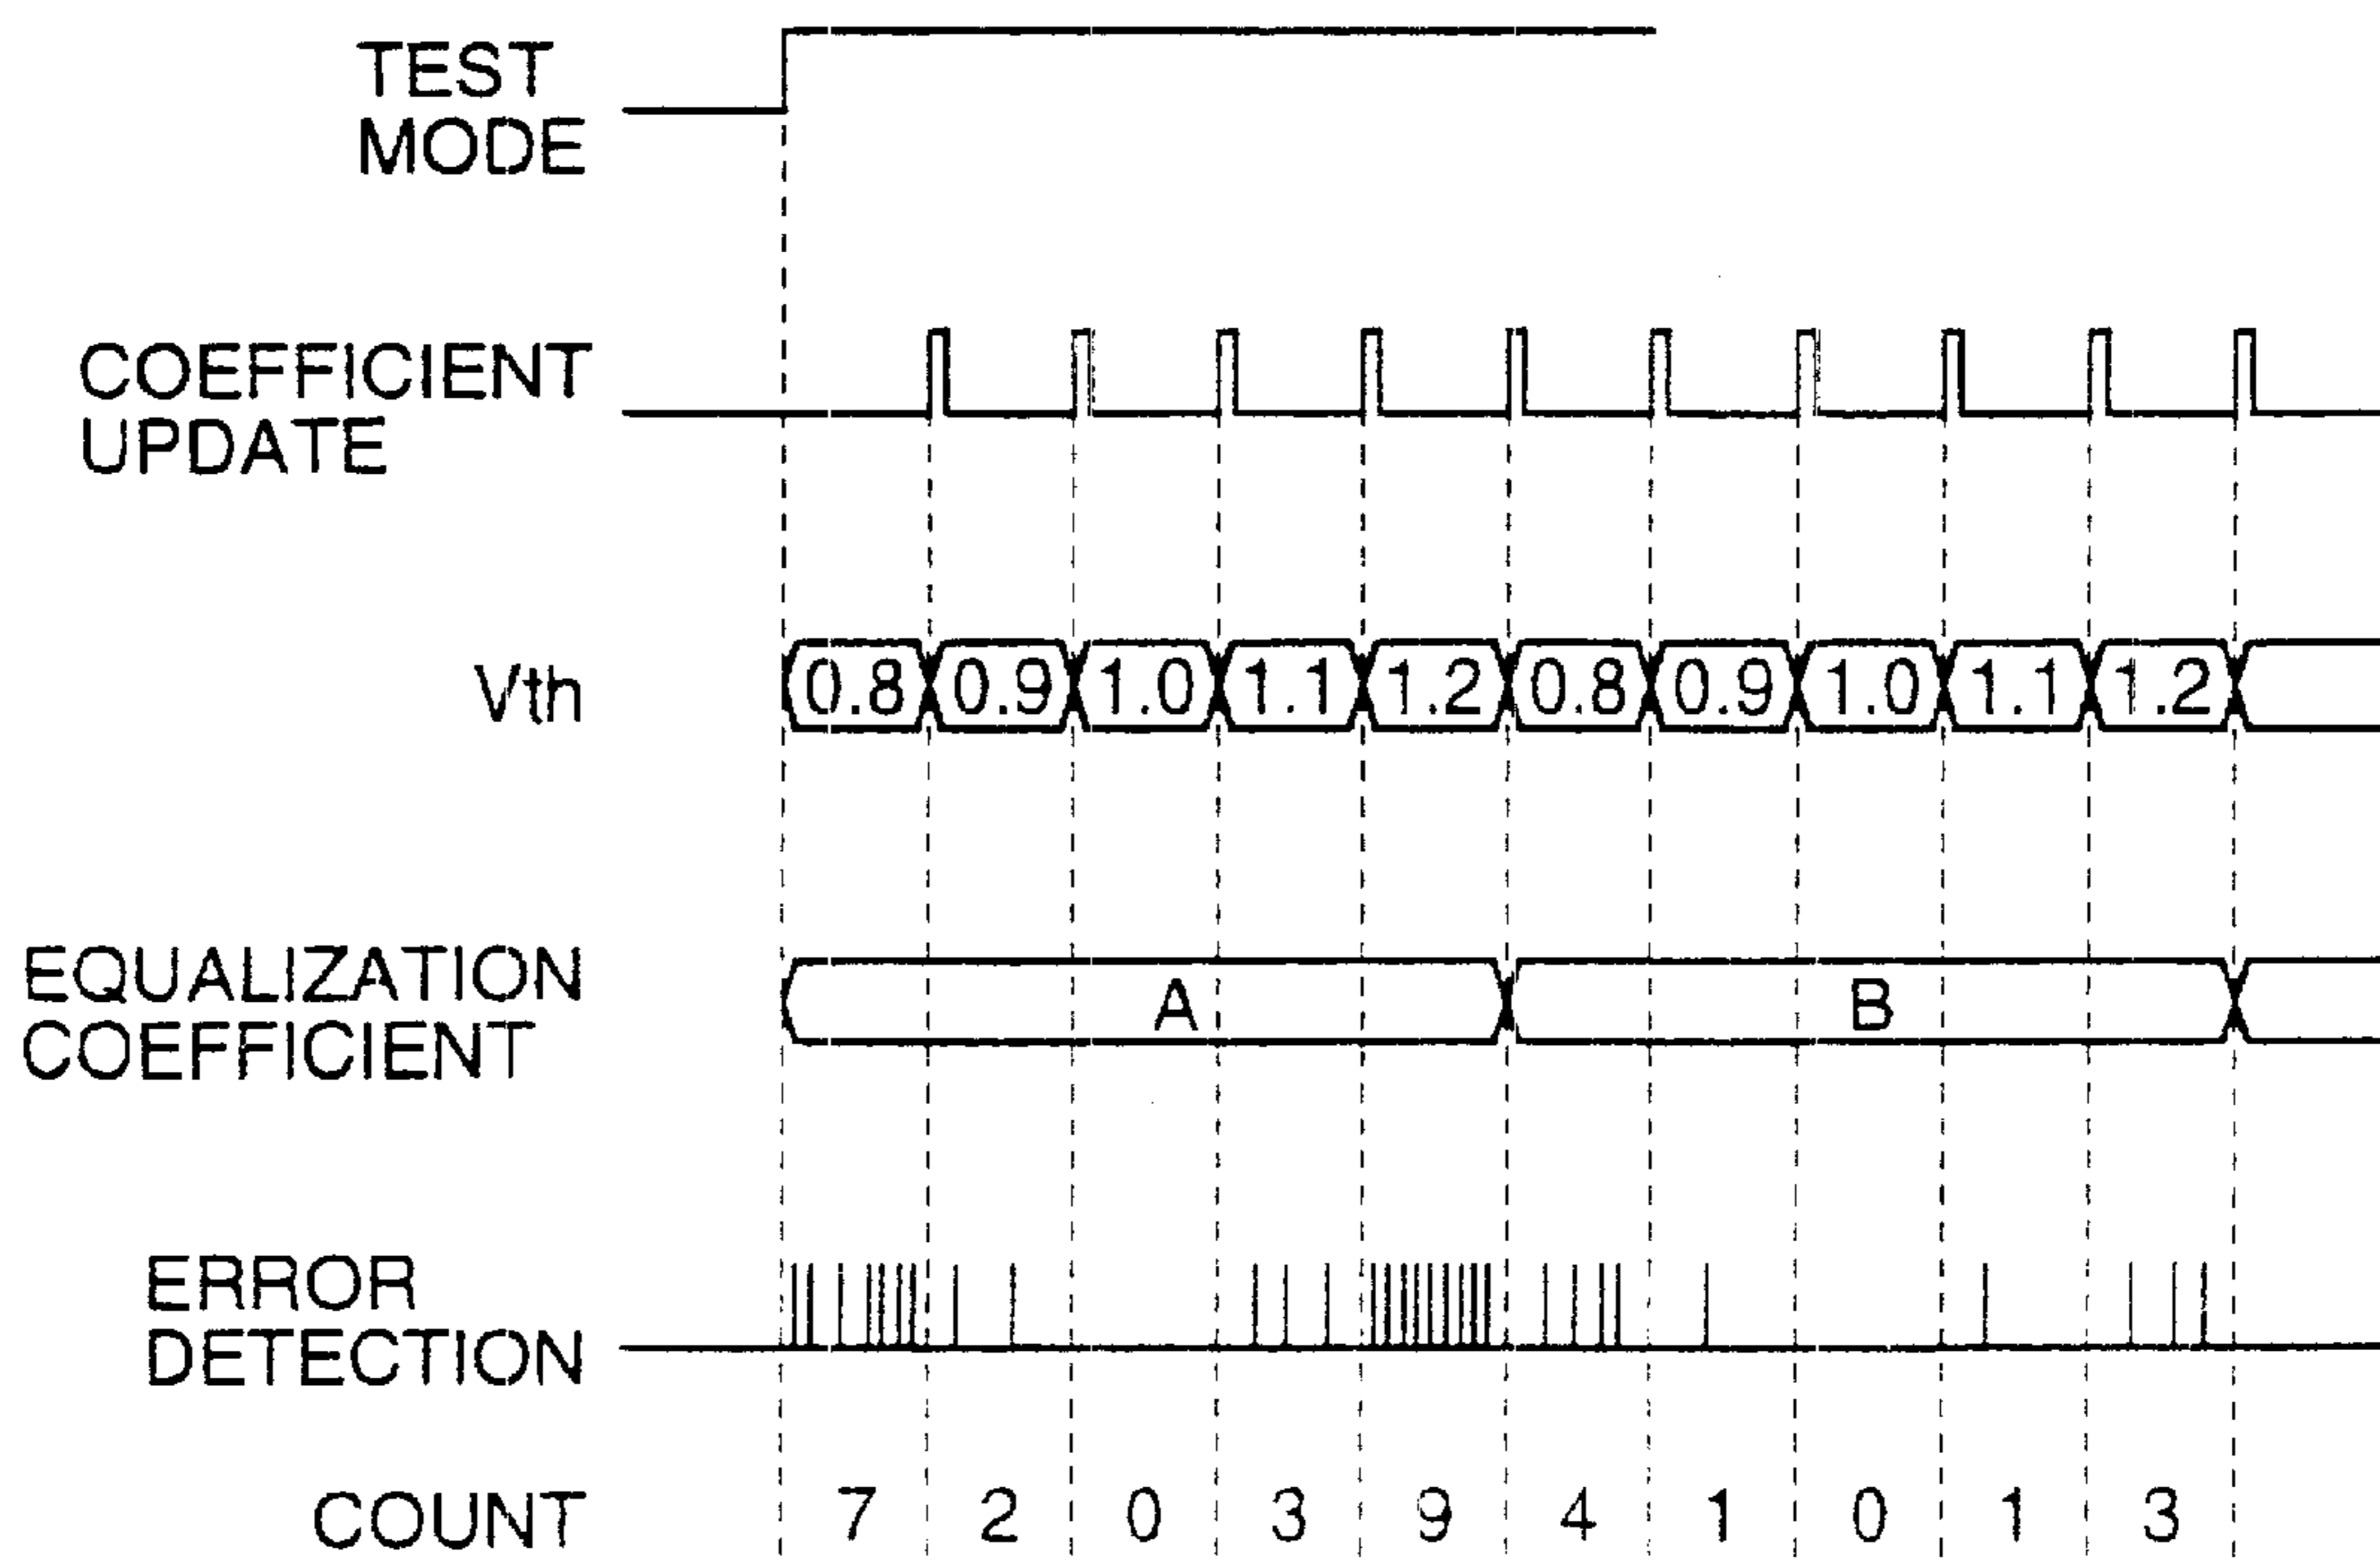 TEST
MODE
COEFFICIENT
UPDATE
Vth 0.8 0.9 1.0 1.1 1.2 0.8 0.9 1.0 1.1 1.2
EQUALIZATION
COEFFICIENT
A B
ERROR
DETECTION
COUNT 7 2 0 3 9 4 1 0 1 3